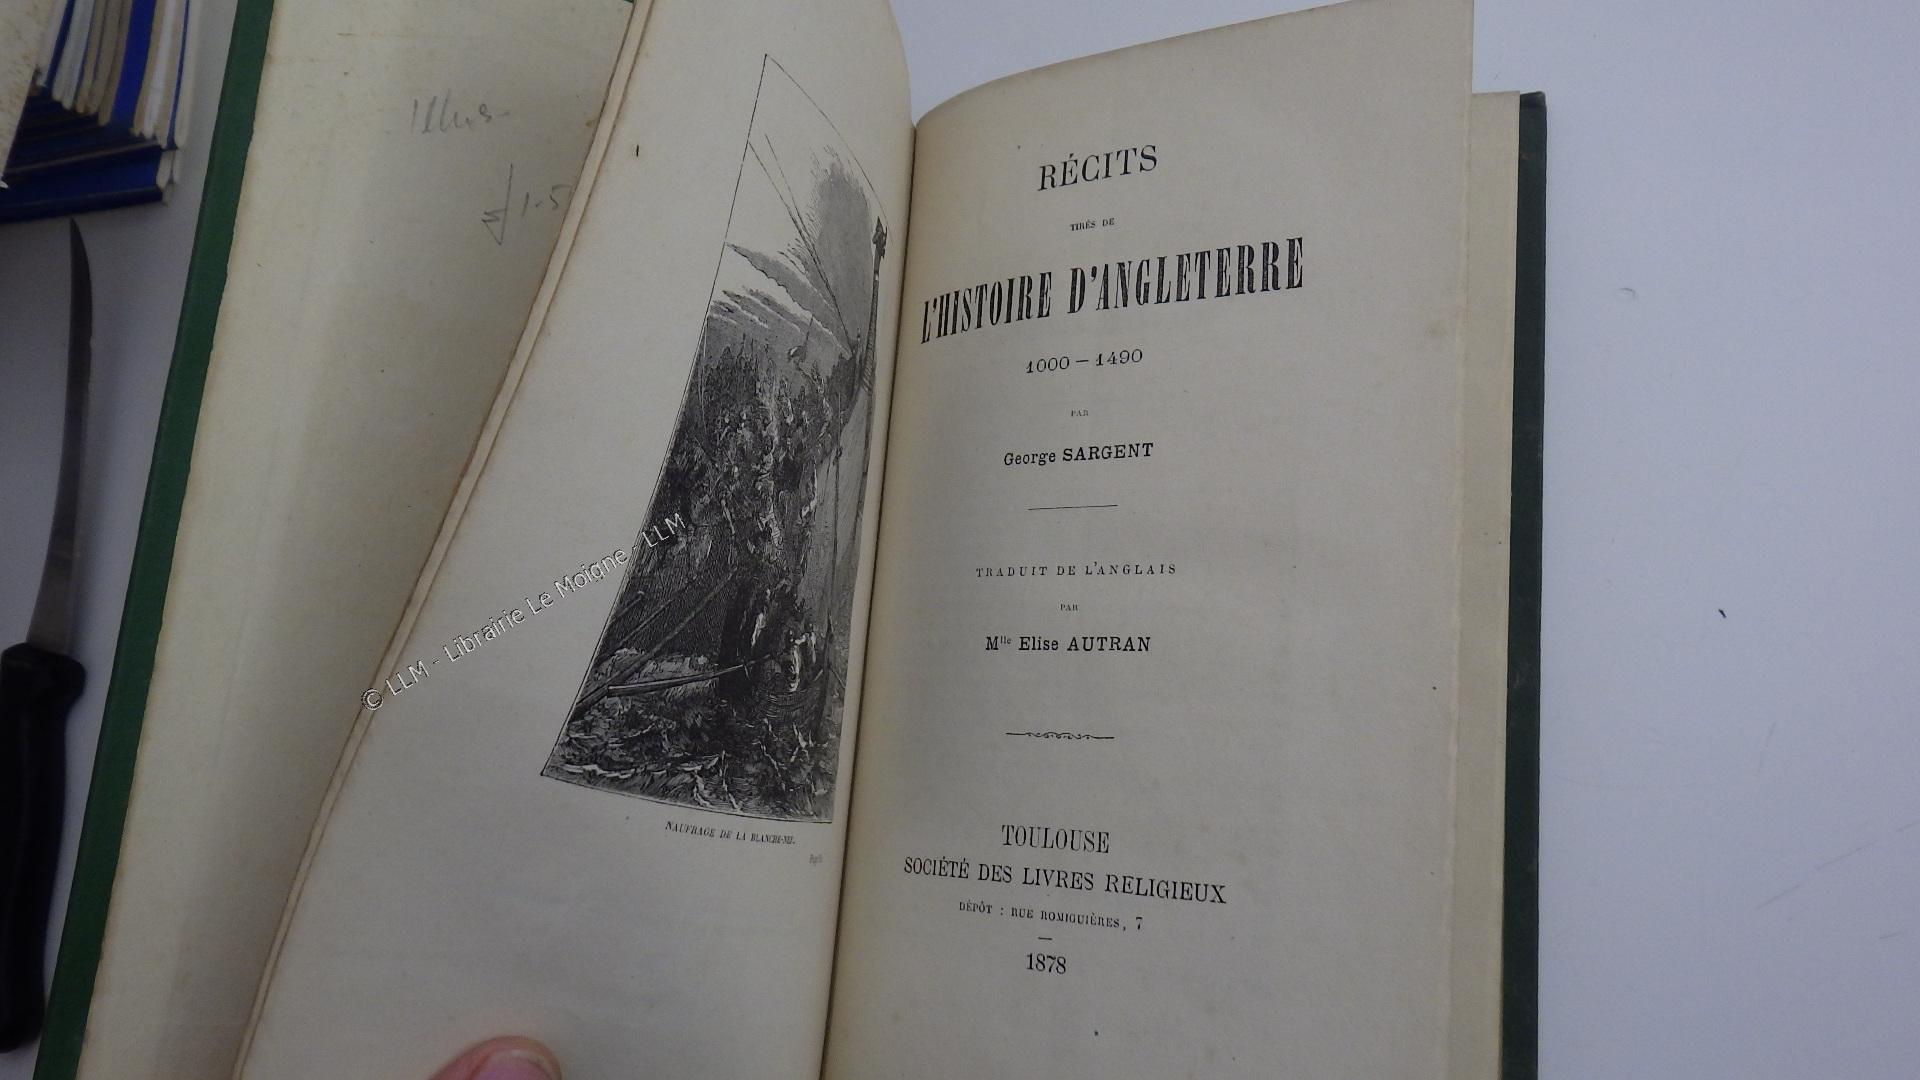 Illus.
© LLM - Librairie Le Moigne - LLM
NAUFRAGE DE LA BLANCHE-NEF.
RÉCITS
TIRÉS DE
L'HISTOIRE D'ANGLETERRE
1000 — 1490
PAR
George SARGENT
TRADUIT DE L'ANGLAIS
PAR
Mlle Elise AUTRAN
TOULOUSE
SOCIÉTÉ DES LIVRES RELIGIEUX
DÉPÔT : RUE ROMIGUIÈRES, 7
1878